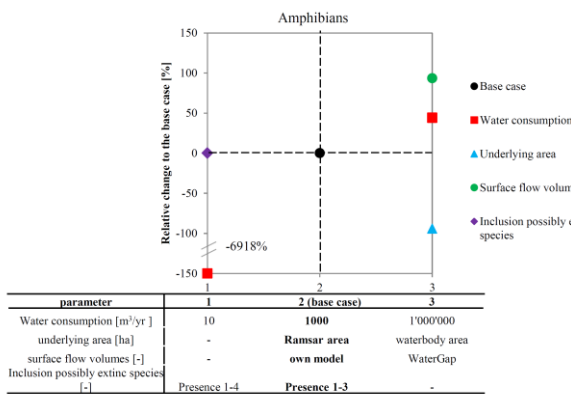 Amphibians
Relative change to the base case [%]
150
100
50
0
-50
-100
-150
-6918%
1
2
3
Base case
Water consumption
Underlying area
Surface flow
Inclusion possibly
species
parameter 1 2 (base case) 3
Water consumption [m³/yr ] 10 1000 1'000'000
underlying area [ha] - Ramsar area waterbody area
surface flow volumes [-] - own model WaterGap
Inclusion possibly extinc species
[-] Presence 1-4 Presence 1-3 -